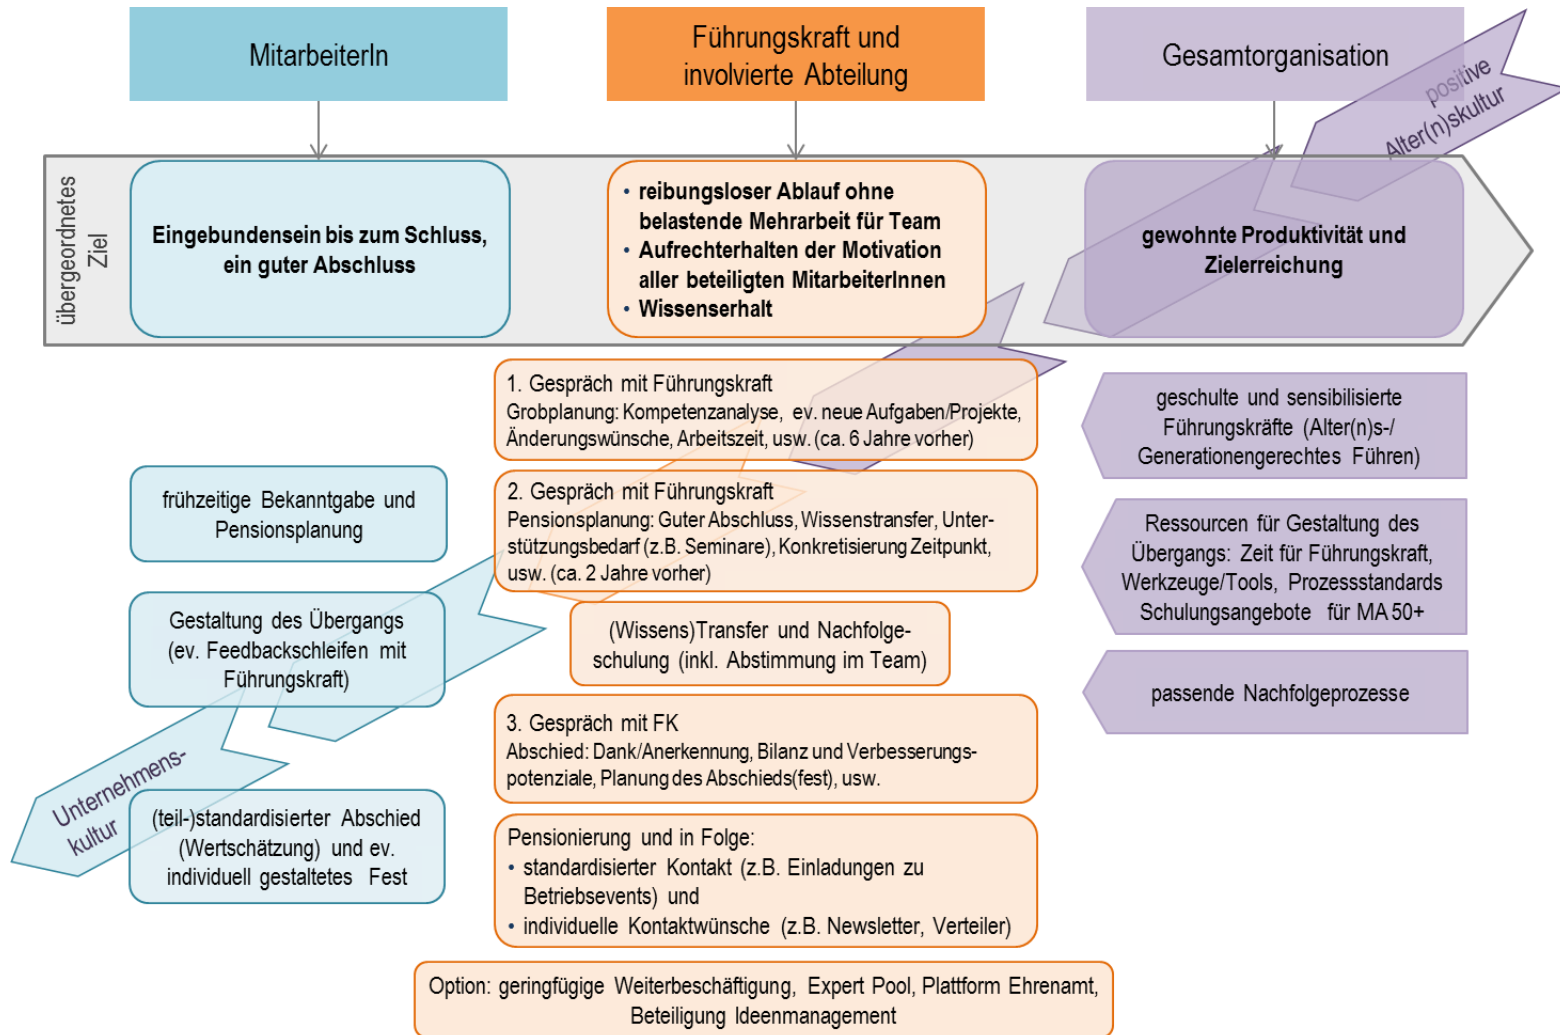 MitarbeiterIn
Führungskraft und
involvierte Abteilung
Gesamtorganisation
positive
Alter(n)skultur
übergeordnetes
Ziel
Eingebundensein bis zum Schluss,
ein guter Abschluss
• reibungsloser Ablauf ohne
belastende Mehrarbeit für Team
• Aufrechterhalten der Motivation
aller beteiligten MitarbeiterInnen
• Wissenserhalt
gewohnte Produktivität und
Zielerreichung
frühzeitige Bekanntgabe und
Pensionsplanung
Gestaltung des Übergangs
(ev. Feedbackschleifen mit
Führungskraft)
Unternehmens-
kultur
(teil-)standardisierter Abschied
(Wertschätzung) und ev.
individuell gestaltetes Fest
1. Gespräch mit Führungskraft
Grobplanung: Kompetenzanalyse, ev. neue Aufgaben/Projekte,
Änderungswünsche, Arbeitszeit, usw. (ca. 6 Jahre vorher)
2. Gespräch mit Führungskraft
Pensionsplanung: Guter Abschluss, Wissenstransfer, Unter-
stützungsbedarf (z.B. Seminare), Konkretisierung Zeitpunkt,
usw. (ca. 2 Jahre vorher)
(Wissens)Transfer und Nachfolge-
schulung (inkl. Abstimmung im Team)
3. Gespräch mit FK
Abschied: Dank/Anerkennung, Bilanz und Verbesserungs-
potenziale, Planung des Abschieds(fest), usw.
Pensionierung und in Folge:
• standardisierter Kontakt (z.B. Einladungen zu
Betriebsevents) und
• individuelle Kontaktwünsche (z.B. Newsletter, Verteiler)
Option: geringfügige Weiterbeschäftigung, Expert Pool, Plattform Ehrenamt,
Beteiligung Ideenmanagement
geschulte und sensibilisierte
Führungskräfte (Alter(n)s-/
Generationengerechtes Führen)
Ressourcen für Gestaltung des
Übergangs: Zeit für Führungskraft,
Werkzeuge/Tools, Prozessstandards
Schulungsangebote für MA 50+
passende Nachfolgeprozesse